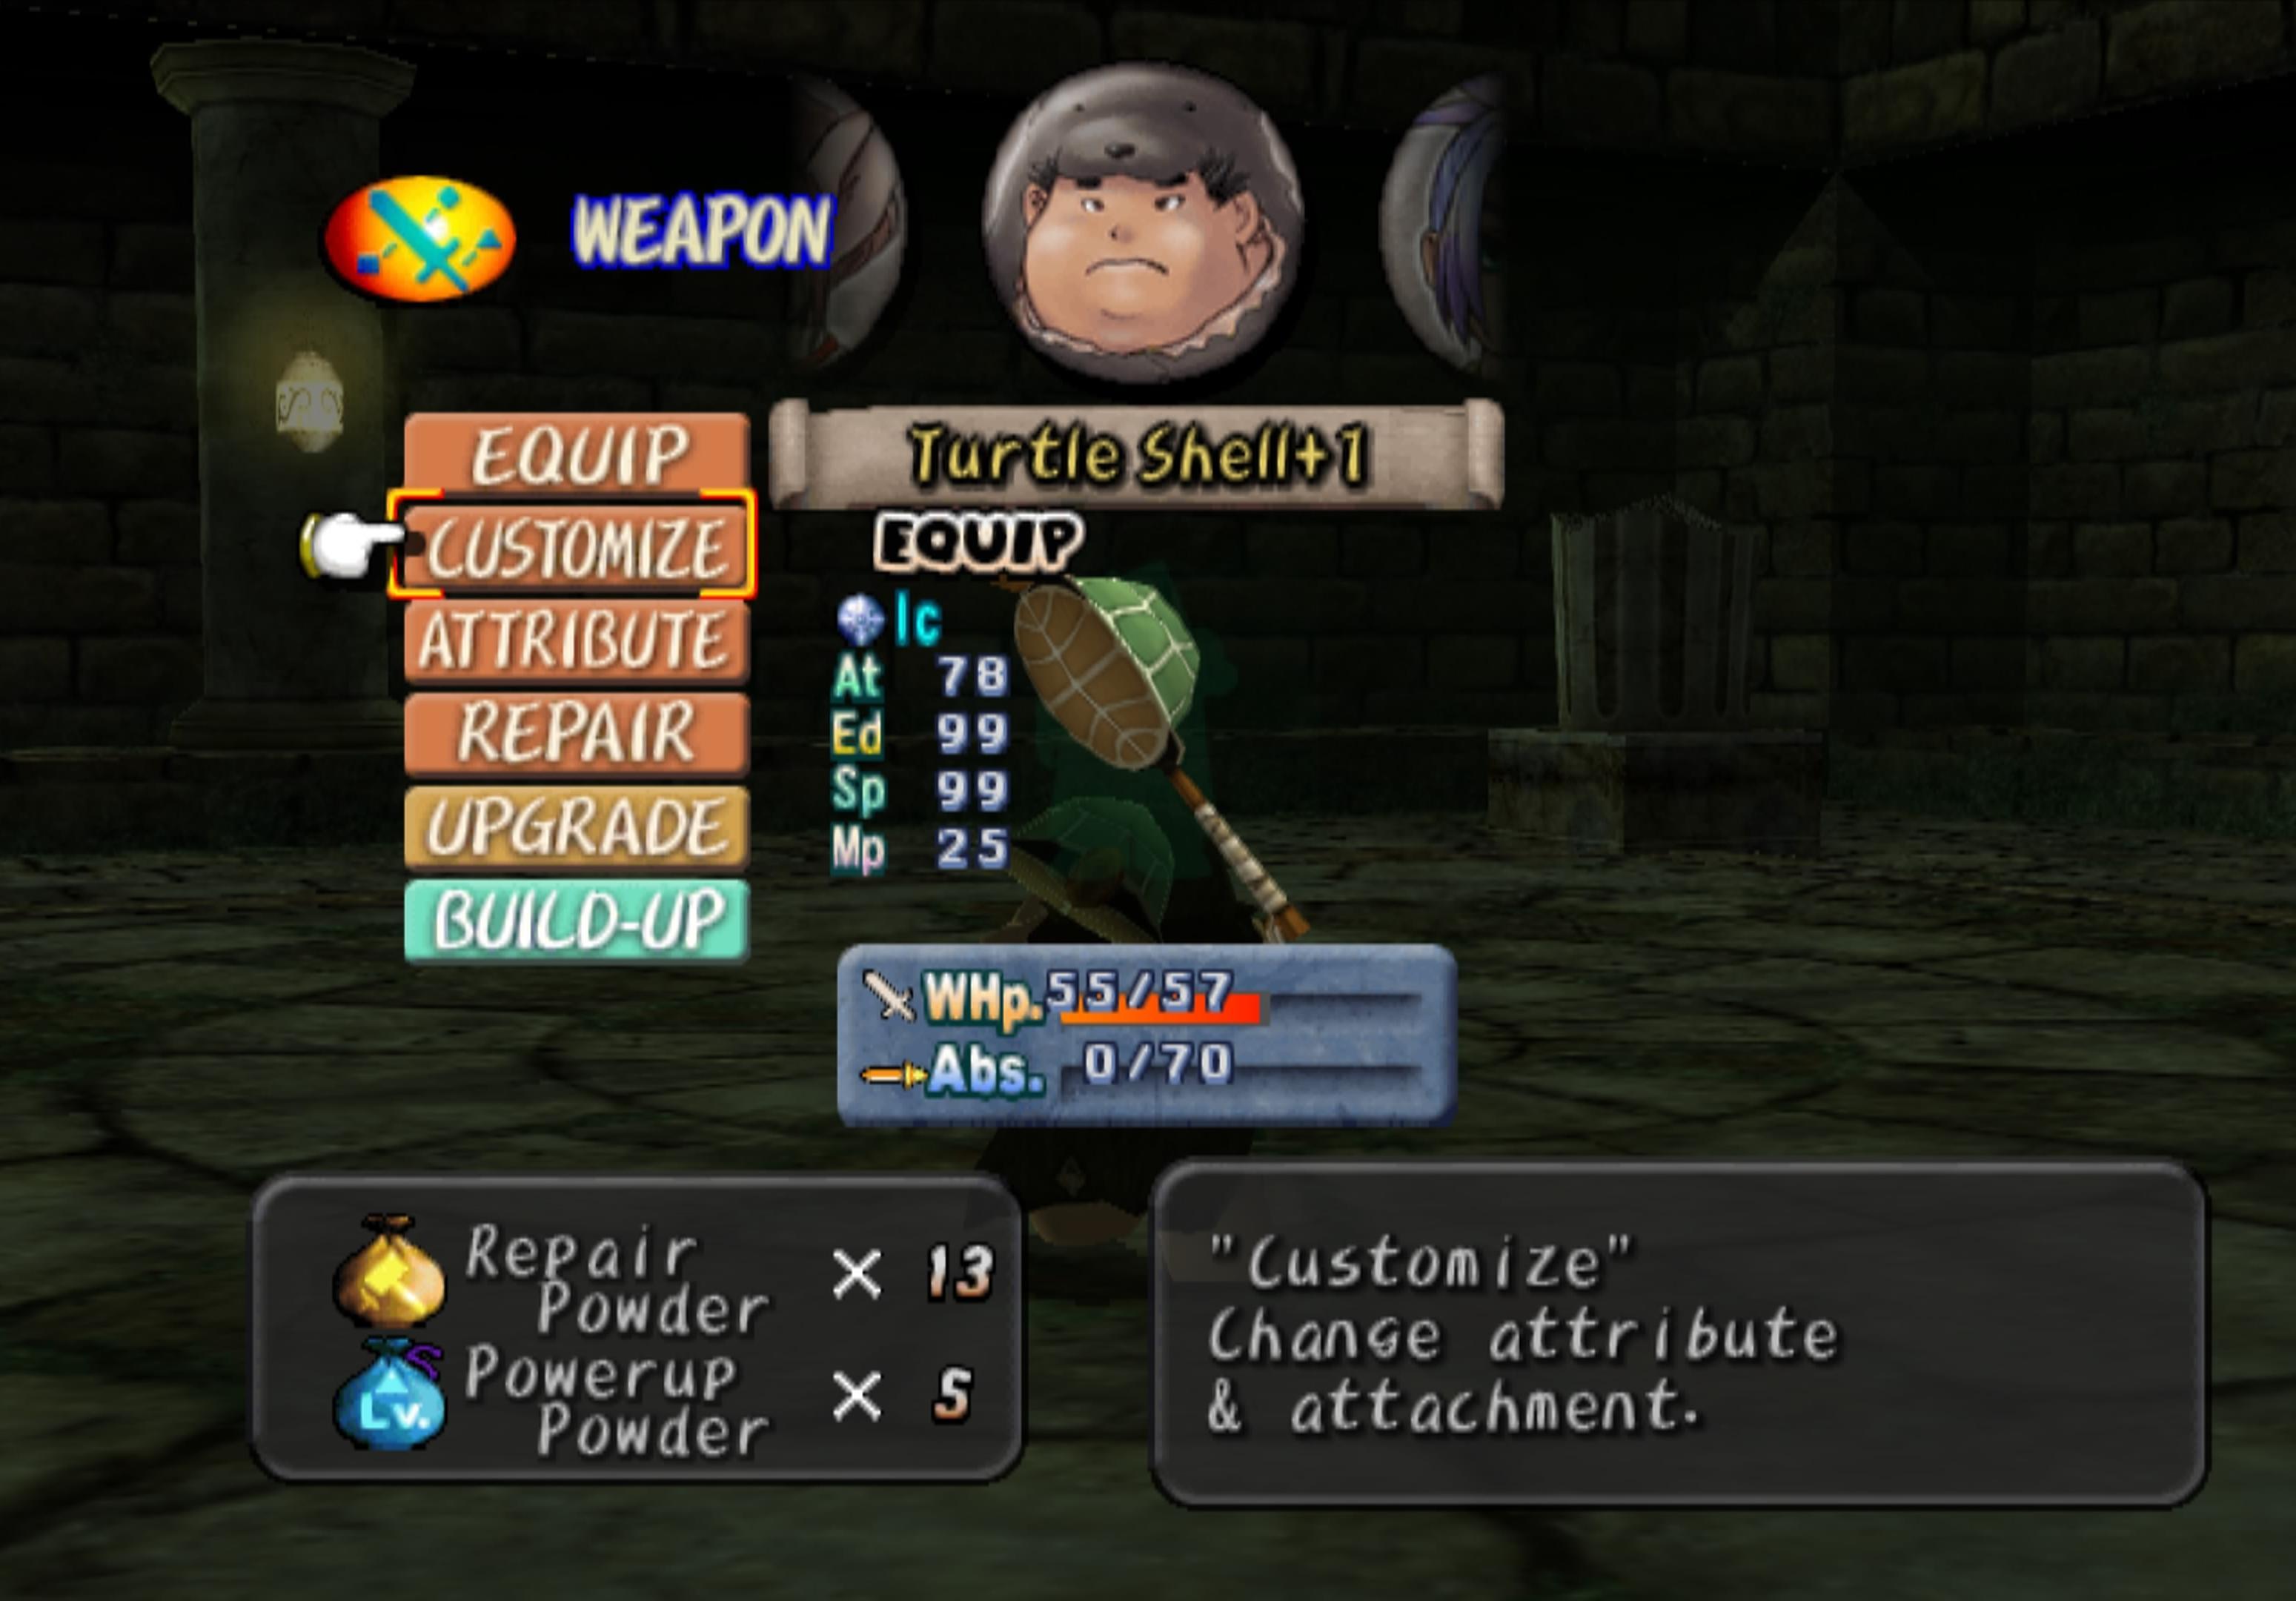 WEAPON
Turtle Shell+1
EQUIP
CUSTOMIZE
ATTRIBUTE
REPAIR
UPGRADE
BUILD-UP
EQUIP
Ic
At 78
Ed 99
Sp 99
Mp 25
WHp. 55/57
Abs. 0/70
Repair
Powder × 13
Lv. Powerup
Powder × 5
"Customize"
Change attribute
& attachment.